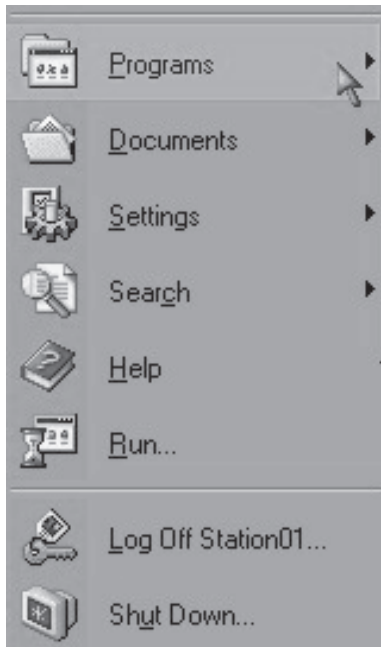 Programs
Documents
Settings
Search
Help
Run...
Log Off Station01...
Shut Down...